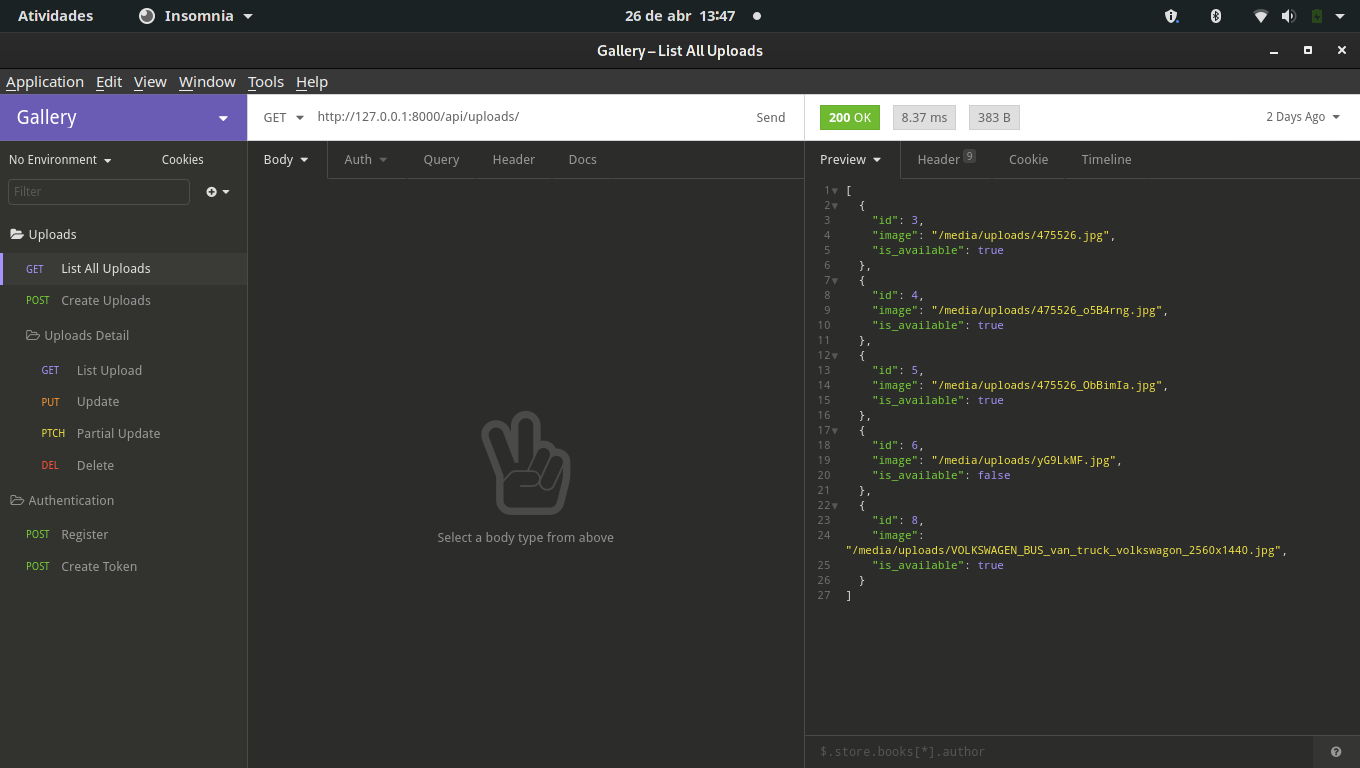 Atividades Insomnia 26 de abr 13:47
Gallery – List All Uploads
Application Edit View Window Tools Help
Gallery
GET http://127.0.0.1:8000/api/uploads/ Send
200 OK 8.37 ms 383 B 2 Days Ago
No Environment Cookies
Filter
Uploads
GET List All Uploads
POST Create Uploads
Uploads Detail
GET List Upload
PUT Update
PTCH Partial Update
DEL Delete
Authentication
POST Register
POST Create Token
Body Auth Query Header Docs
Select a body type from above
Preview Header 9 Cookie Timeline
1 [
2 {
3 "id": 3,
4 "image": "/media/uploads/475526.jpg",
5 "is_available": true
6 },
7 {
8 "id": 4,
9 "image": "/media/uploads/475526_o5B4rng.jpg",
10 "is_available": true
11 },
12 {
13 "id": 5,
14 "image": "/media/uploads/475526_ObBimIa.jpg",
15 "is_available": true
16 },
17 {
18 "id": 6,
19 "image": "/media/uploads/yG9LkMF.jpg",
20 "is_available": false
21 },
22 {
23 "id": 8,
24 "image":
"/media/uploads/VOLKSWAGEN_BUS_van_truck_volkswagon_2560x1440.jpg",
25 "is_available": true
26 }
27 ]
$.store.books[*].author